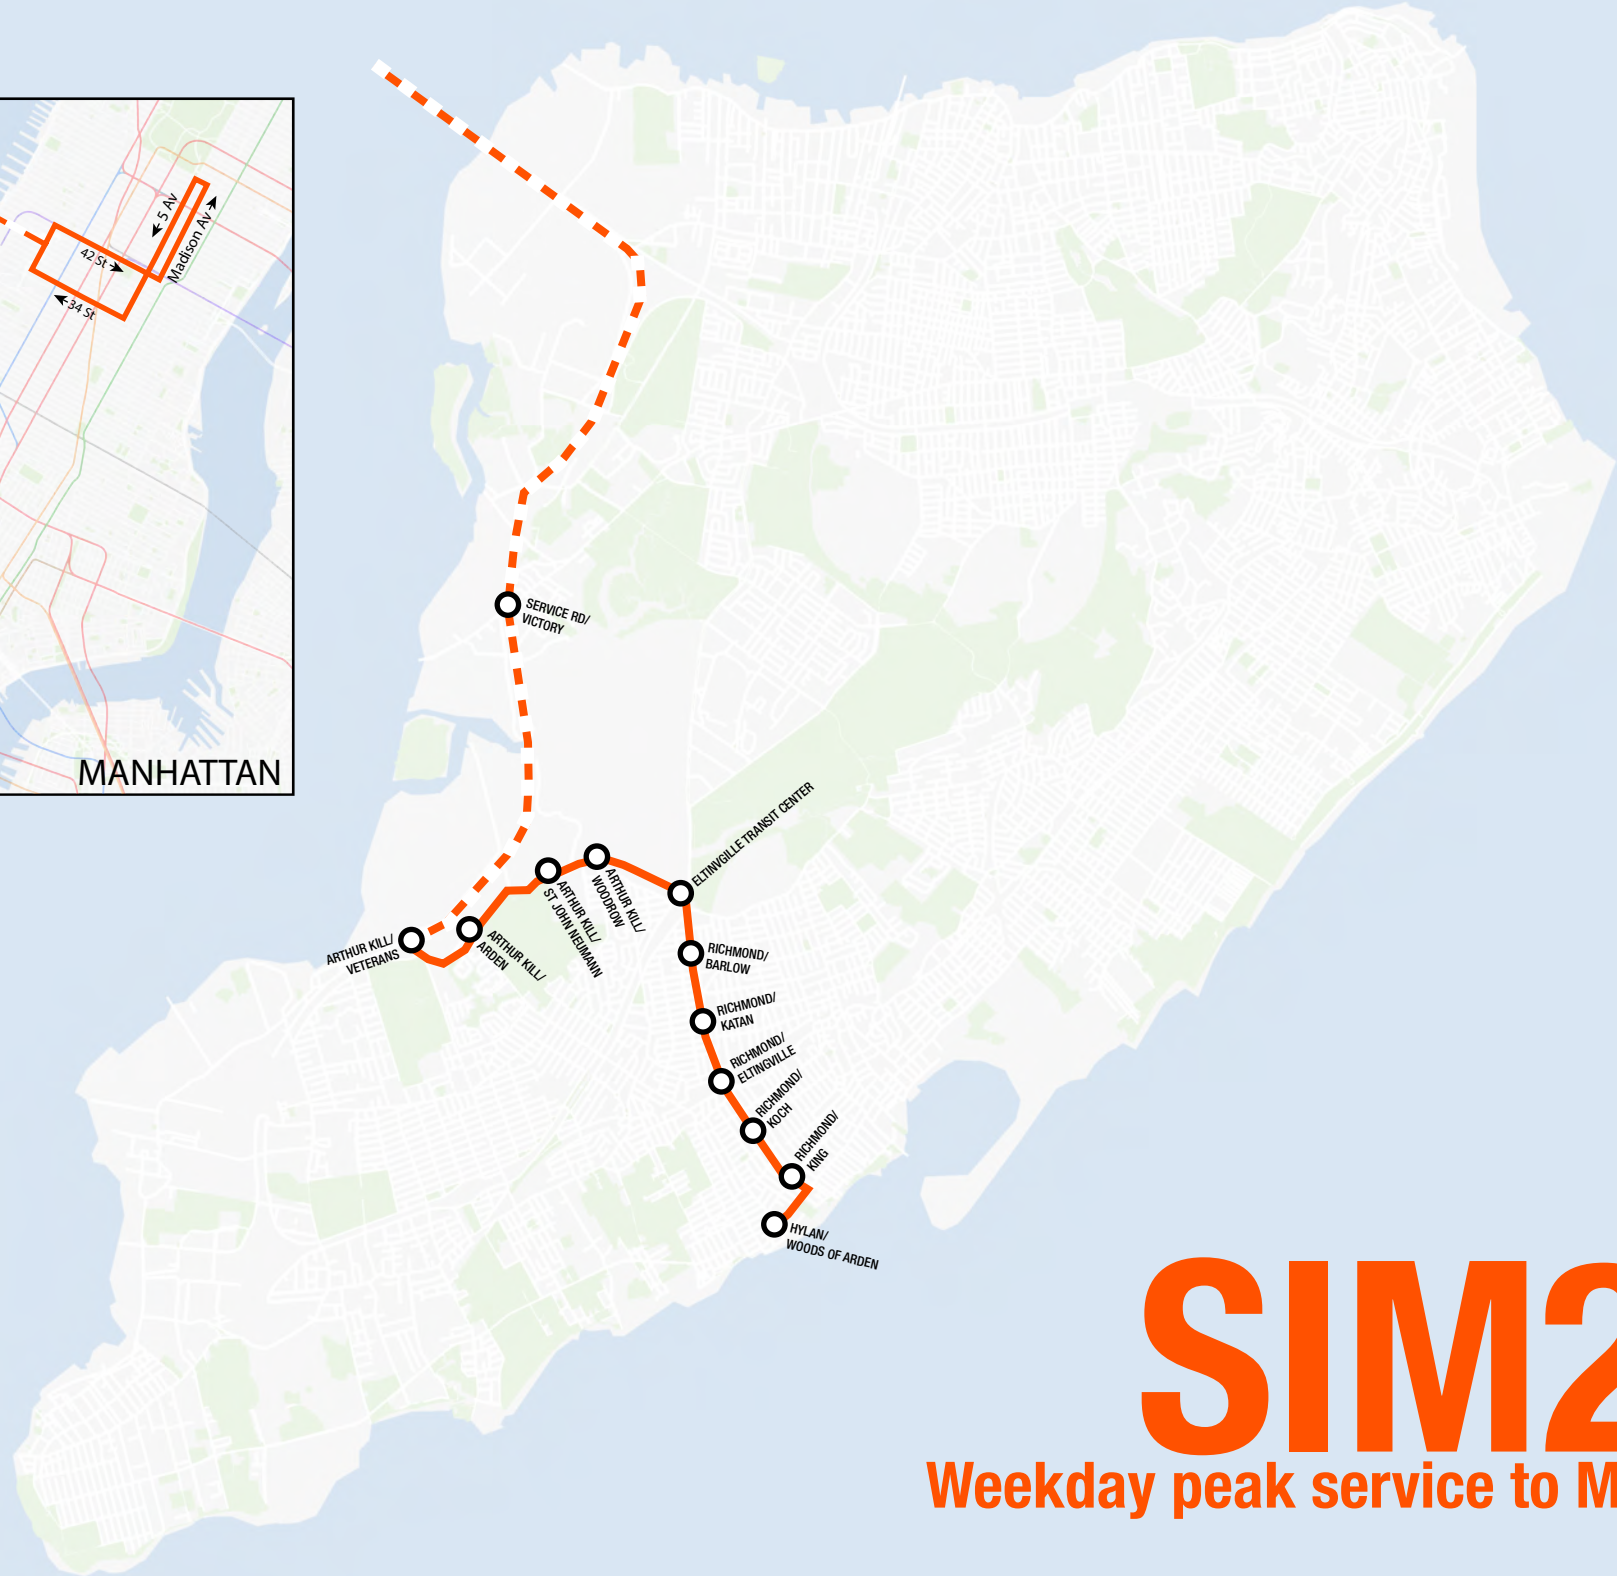 5 Av
Madison Av
42 St
34 St
MANHATTAN
SERVICE RD/
VICTORY
ELTINVGILLE TRANSIT CENTER
ARTHUR KILL/
WOODROW
ARTHUR KILL/
ST JOHN NEUMANN
ARTHUR KILL/
ARDEN
ARTHUR KILL/
VETERANS
RICHMOND/
BARLOW
RICHMOND/
KATAN
RICHMOND/
ELTINGVILLE
RICHMOND/
KOCH
RICHMOND/
KING
HYLAN/
WOODS OF ARDEN
SIM2
Weekday peak service to M